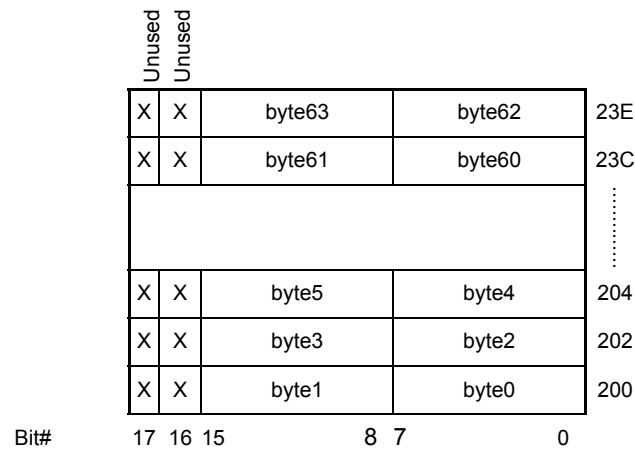 Unused Unused
X X byte63 byte62 23E
X X byte61 byte60 23C
X X byte5 byte4 204
X X byte3 byte2 202
X X byte1 byte0 200
Bit# 17 16 15 8 7 0